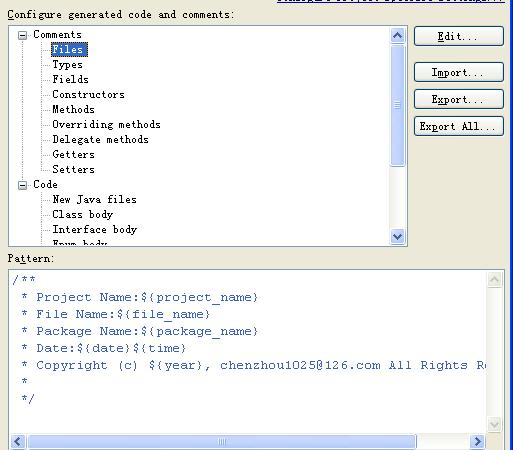 Configure generated code and comments:
Comments
Files
Types
Fields
Constructors
Methods
Overriding methods
Delegate methods
Getters
Setters
Code
New Java files
Class body
Interface body
Enum body
Edit...
Import...
Export...
Export All...
Pattern:
/**
* Project Name:${project_name}
* File Name:${file_name}
* Package Name:${package_name}
* Date:${date}${time}
* Copyright (c) ${year}, chenzhou1025@126.com All Rights R
*
*/